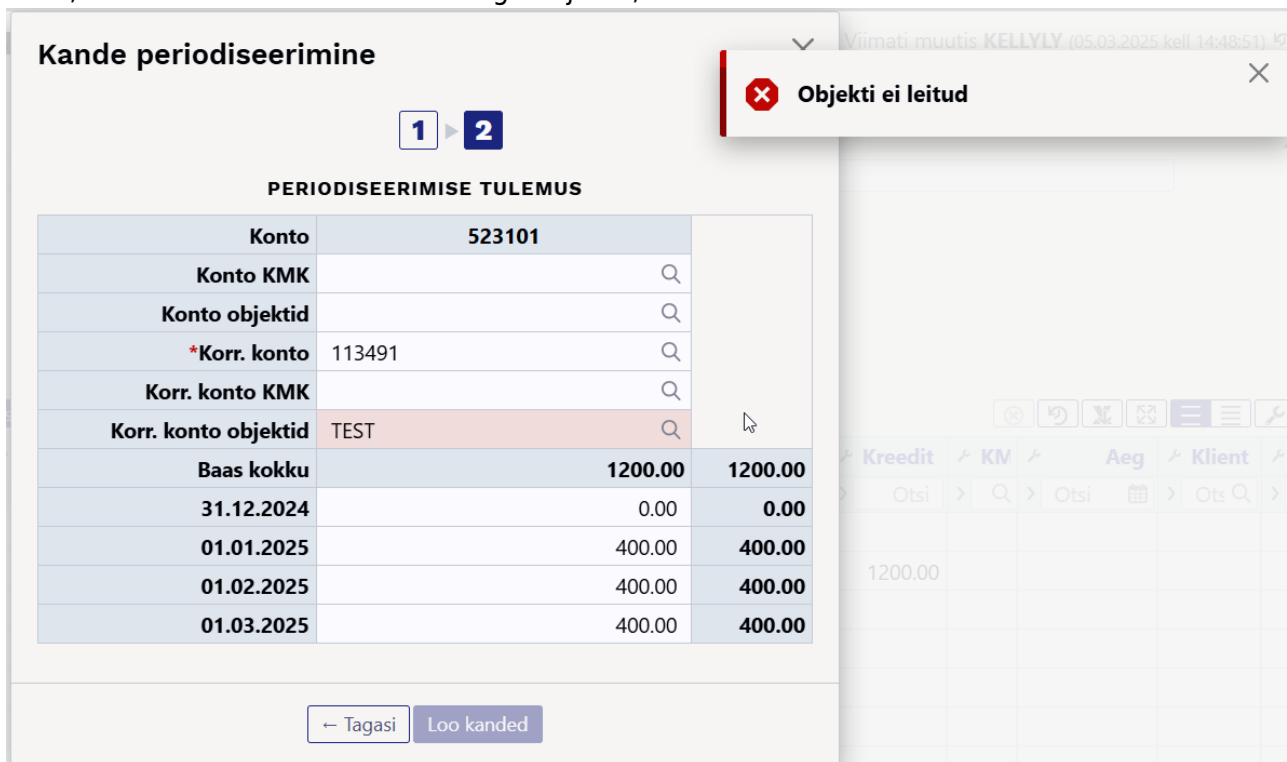 Kande periodiseerimine
Viimati muutis KELLYLY (05.03.2025 kell 14:48:51)
Objekti ei leitud
1 2
PERIODISEERIMISE TULEMUS
Konto 523101
Konto KMK
Konto objektid
*Korr. konto 113491
Korr. konto KMK
Korr. konto objektid TEST
Baas kokku 1200.00 1200.00
31.12.2024 0.00 0.00
01.01.2025 400.00 400.00
01.02.2025 400.00 400.00
01.03.2025 400.00 400.00
← Tagasi Loo kanded
Kreedit KM Aeg Klient
Otsi Otsi Ots
1200.00